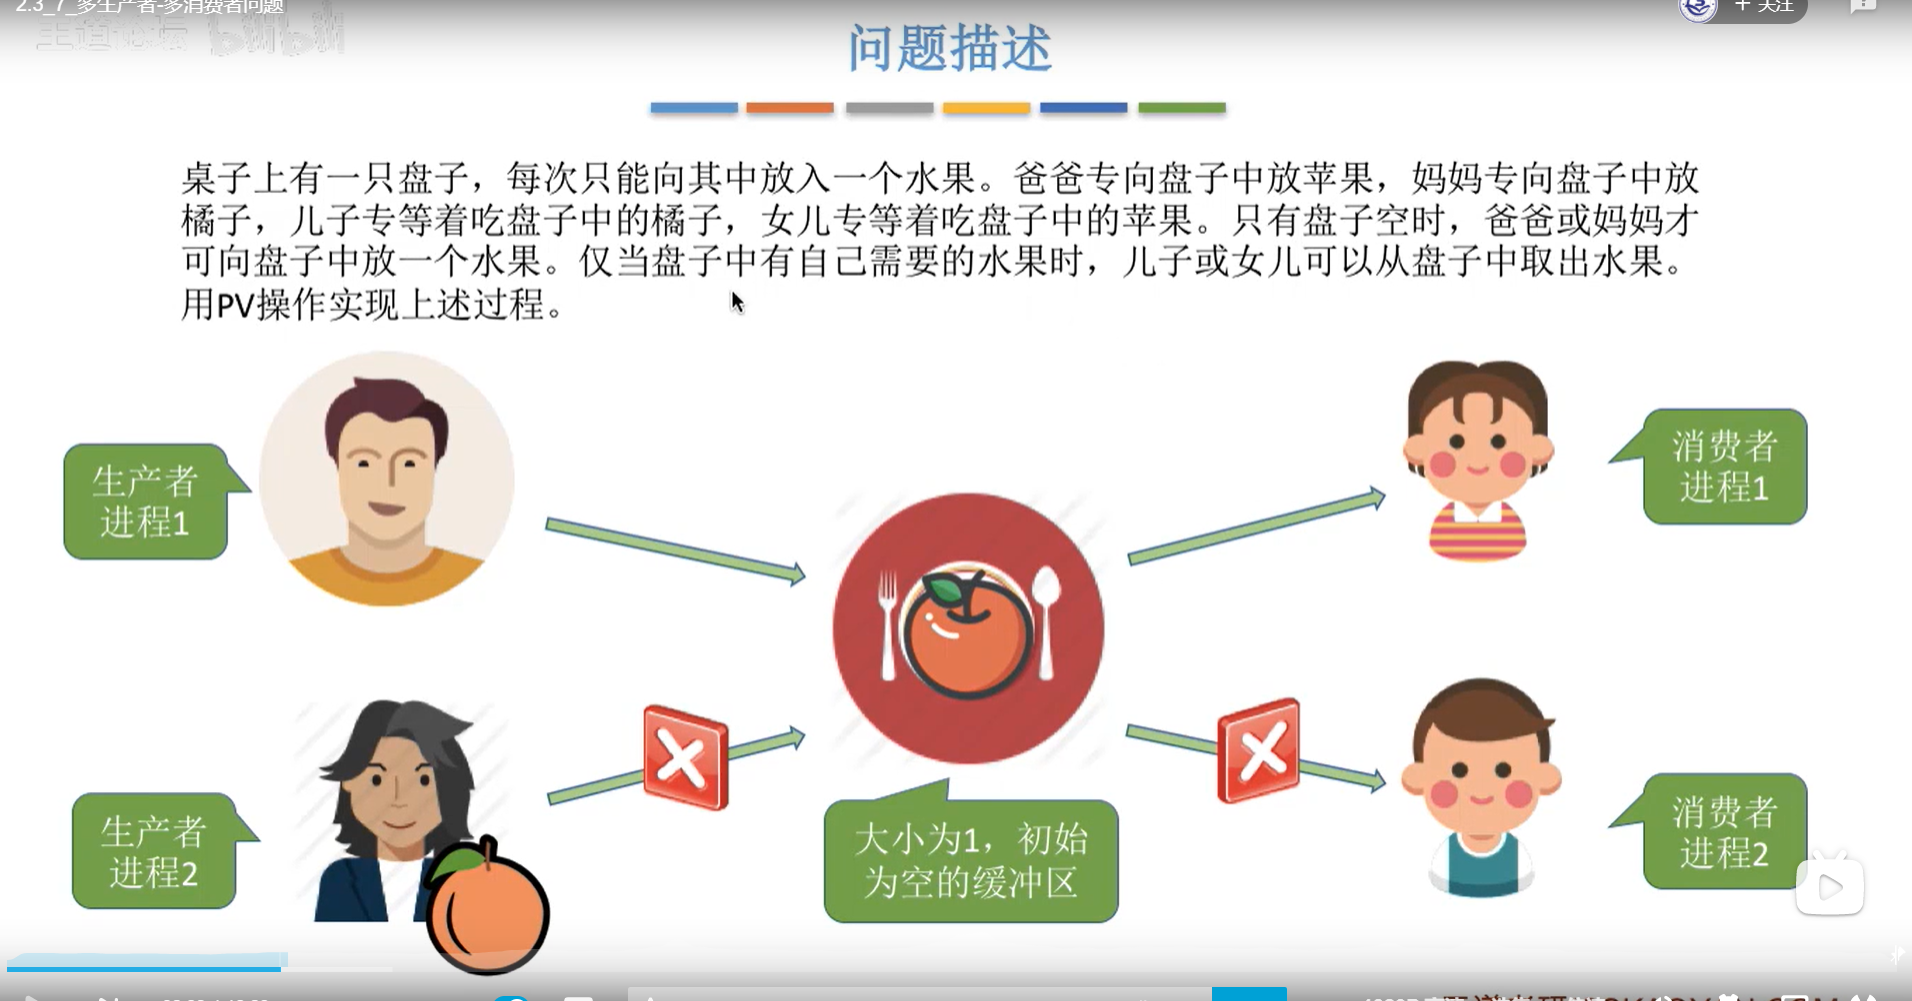 2.3_7_多生产者-多消费者问题
+ 关注
王道论坛 bilibili
问题描述
桌子上有一只盘子，每次只能向其中放入一个水果。爸爸专向盘子中放苹果，妈妈专向盘子中放
橘子，儿子专等着吃盘子中的橘子，女儿专等着吃盘子中的苹果。只有盘子空时，爸爸或妈妈才
可向盘子中放一个水果。仅当盘子中有自己需要的水果时，儿子或女儿可以从盘子中取出水果。
用PV操作实现上述过程。
生产者
进程1
消费者
进程1
生产者
进程2
大小为1，初始
为空的缓冲区
消费者
进程2